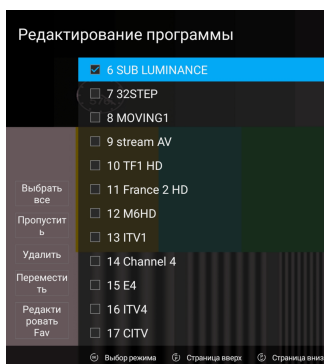 Редактирование программы
6 SUB LUMINANCE
7 32STEP
8 MOVING1
9 stream AV
10 TF1 HD
11 France 2 HD
12 M6HD
13 ITV1
14 Channel 4
15 E4
16 ITV4
17 CITV
Выбрать
все
Пропустит
ь
Удалить
Перемести
ть
Редакти
ровать
Fav
Выбор режима Страница вверх Страница вниз